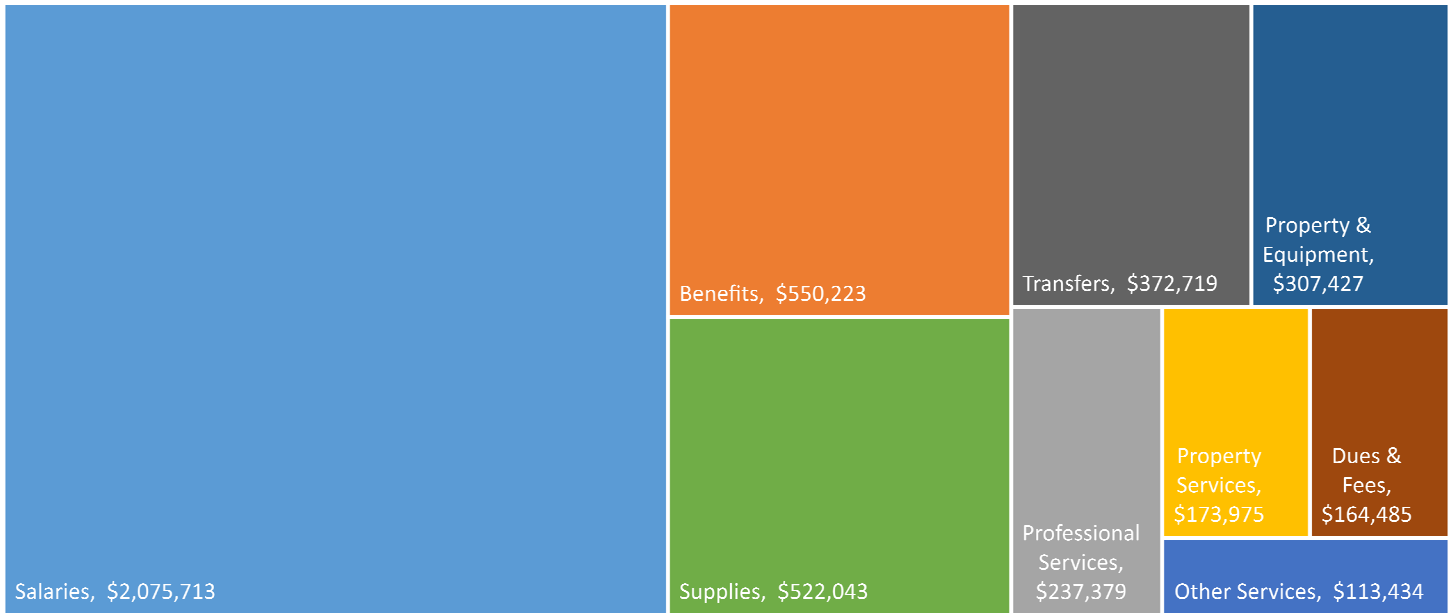 Salaries, $2,075,713
Benefits, $550,223
Supplies, $522,043
Transfers, $372,719
Property &
Equipment,
$307,427
Professional
Services,
$237,379
Property
Services,
$173,975
Dues &
Fees,
$164,485
Other Services, $113,434